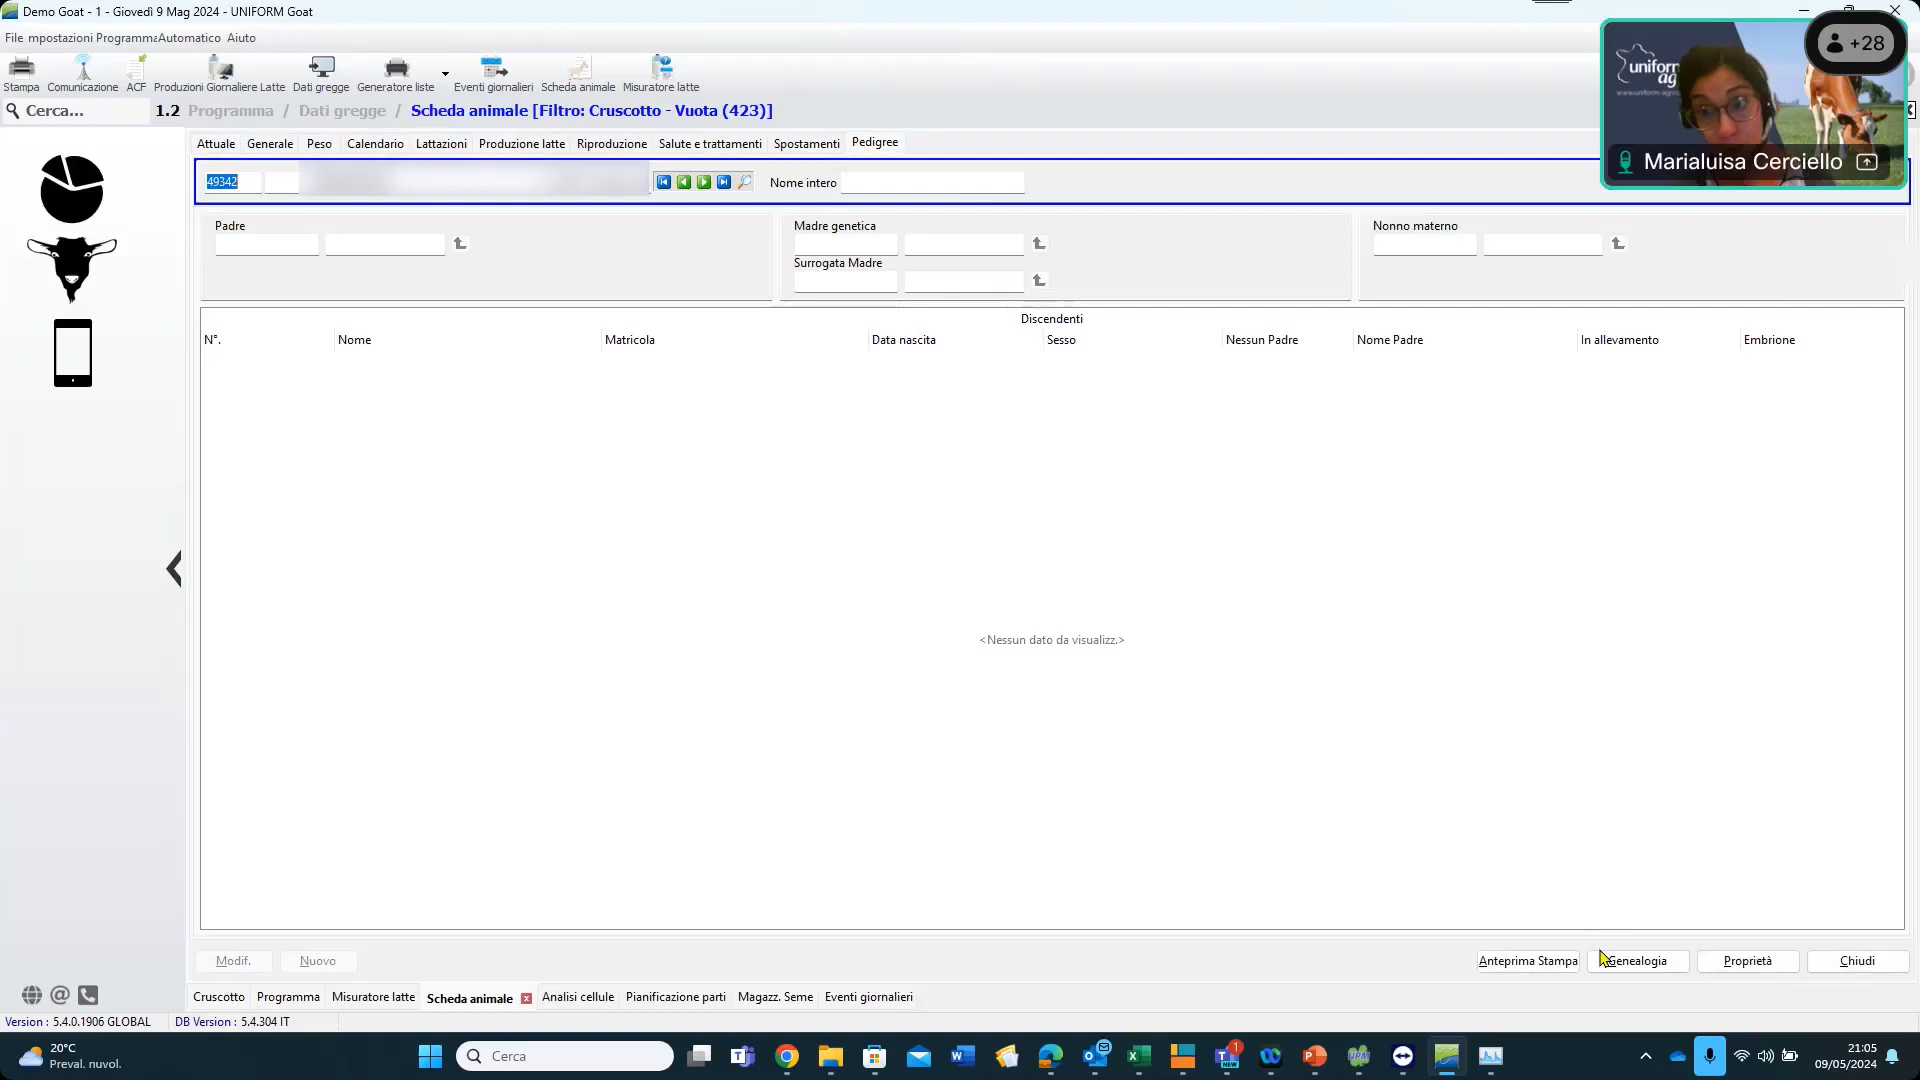 Demo Goat - 1 - Giovedì 9 Mag 2024 - UNIFORM Goat
File mpostazioni Programma Automatico Aiuto
Stampa Comunicazione ACF Produzioni Giornaliere Latte Dati gregge Generatore liste Eventi giornalieri Scheda animale Misuratore latte
Cerca... 1.2 Programma / Dati gregge / Scheda animale [Filtro: Cruscotto - Vuota (423)]
+28
Marialuisa Cerciello
Attuale Generale Peso Calendario Lattazioni Produzione latte Riproduzione Salute e trattamenti Spostamenti Pedigree
49342 Nome intero
Padre Madre genetica Nonno materno
Surrogata Madre
Discendenti
N°. Nome Matricola Data nascita Sesso Nessun Padre Nome Padre In allevamento Embrione
<Nessun dato da visualizz.>
Modif. Nuovo Anteprima Stampa Genealogia Proprietà Chiudi
Cruscotto Programma Misuratore latte Scheda animale Analisi cellule Pianificazione parti Magazz. Seme Eventi giornalieri
Version : 5.4.0.1906 GLOBAL DB Version : 5.4.304 IT
20°C
Preval. nuvol.
Cerca
21:05
09/05/2024